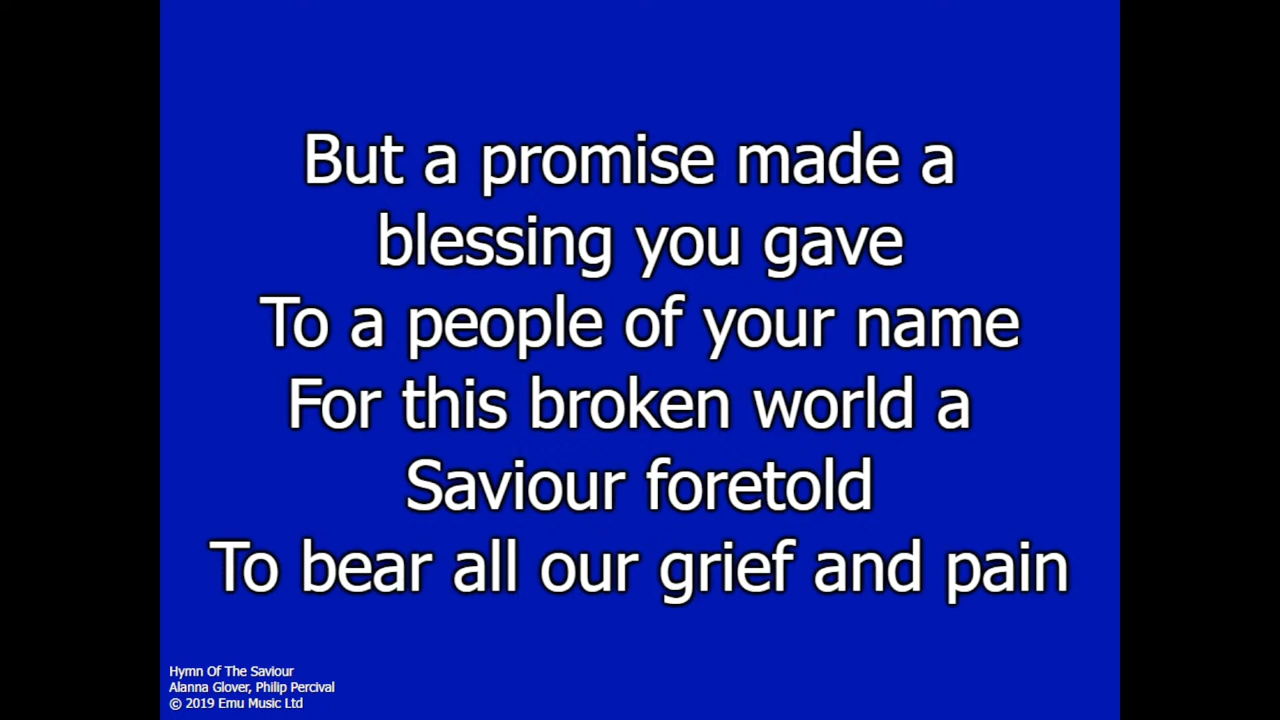 But a promise made a
blessing you gave
To a people of your name
For this broken world a
Saviour foretold
To bear all our grief and pain
Hymn Of The Saviour
Alanna Glover, Philip Percival
© 2019 Emu Music Ltd